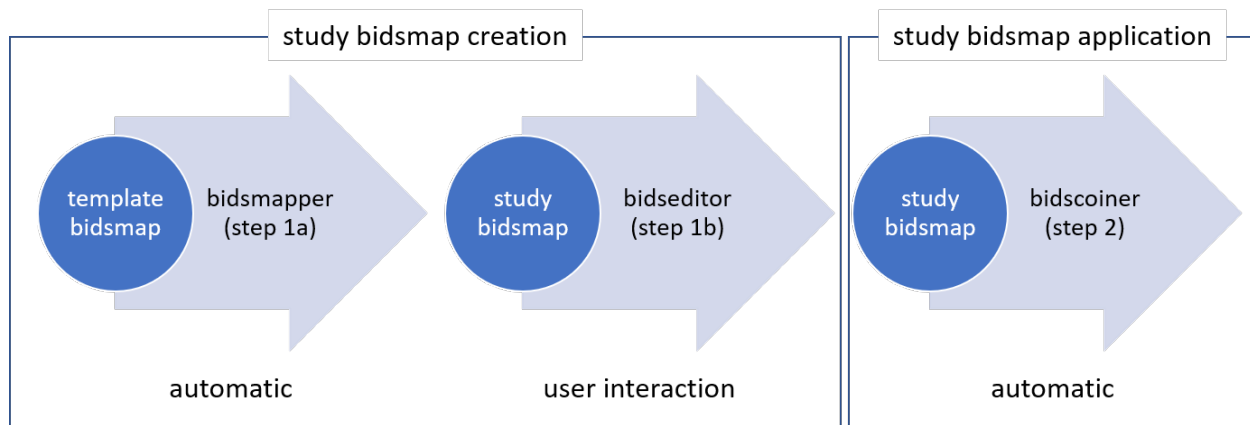 study bidsmap creation
study bidsmap application
template
bidsmap
bidsmapper
(step 1a)
study
bidsmap
bidseditor
(step 1b)
study
bidsmap
bidscoiner
(step 2)
automatic
user interaction
automatic